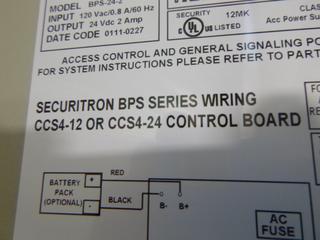 MODEL BPS-24-2
INPUT 120 Vac/0.8 A/60 Hz
OUTPUT 24 Vdc 2 Amp
DATE CODE 0111-0227
SECURITY 12MK
CLAS
UL US LISTED
Acc Power Su
ACCESS CONTROL AND GENERAL SIGNALING PO
FOR SYSTEM INSTRUCTIONS PLEASE REFER TO PART
SECURITRON BPS SERIES WIRING
CCS4-12 OR CCS4-24 CONTROL BOARD
BATTERY
PACK
(OPTIONAL)
+
-
RED
BLACK
B- B+
AC
FUSE